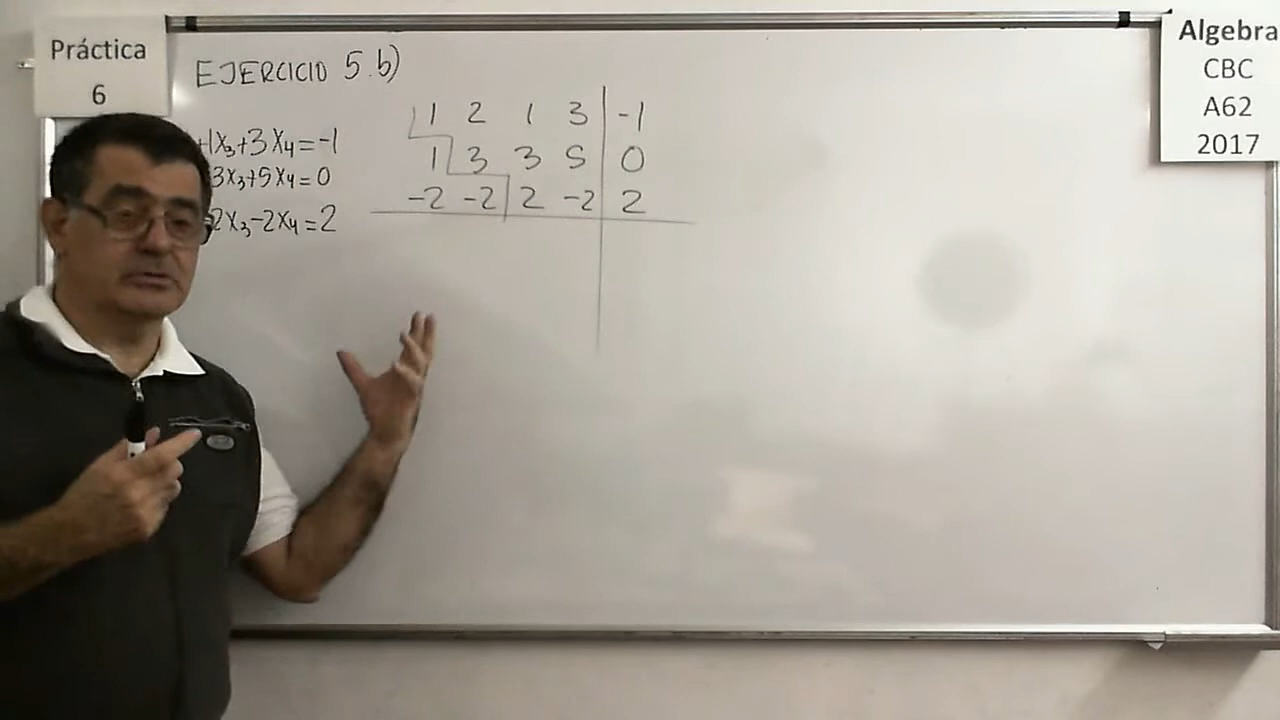 Práctica
6
Algebra
CBC
A62
2017
EJERCICIO 5.b)
+1x₃+3x₄=-1
3x₃+5x₄=0
2x₃-2x₄=2
1 2 1 3 | -1
1 3 3 5 | 0
-2 -2 2 -2 | 2